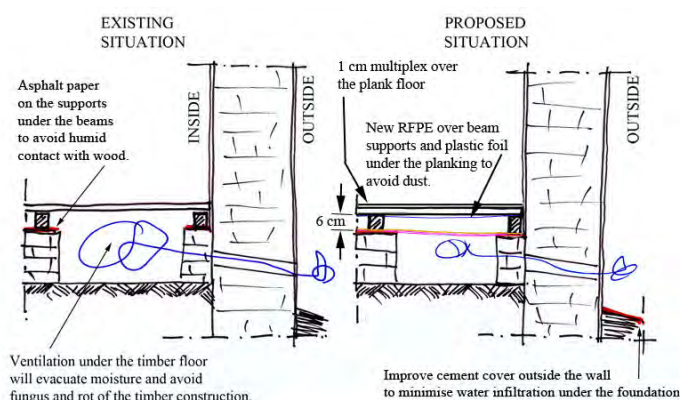 EXISTING
SITUATION
Asphalt paper
on the supports
under the beams
to avoid humid
contact with wood.
INSIDE
OUTSIDE
Ventilation under the timber floor
will evacuate moisture and avoid
fungus and rot of the timber construction.
PROPOSED
SITUATION
1 cm multiplex over
the plank floor
New RFPE over beam
supports and plastic foil
under the planking to
avoid dust.
6 cm
OUTSIDE
Improve cement cover outside the wall
to minimise water infiltration under the foundation